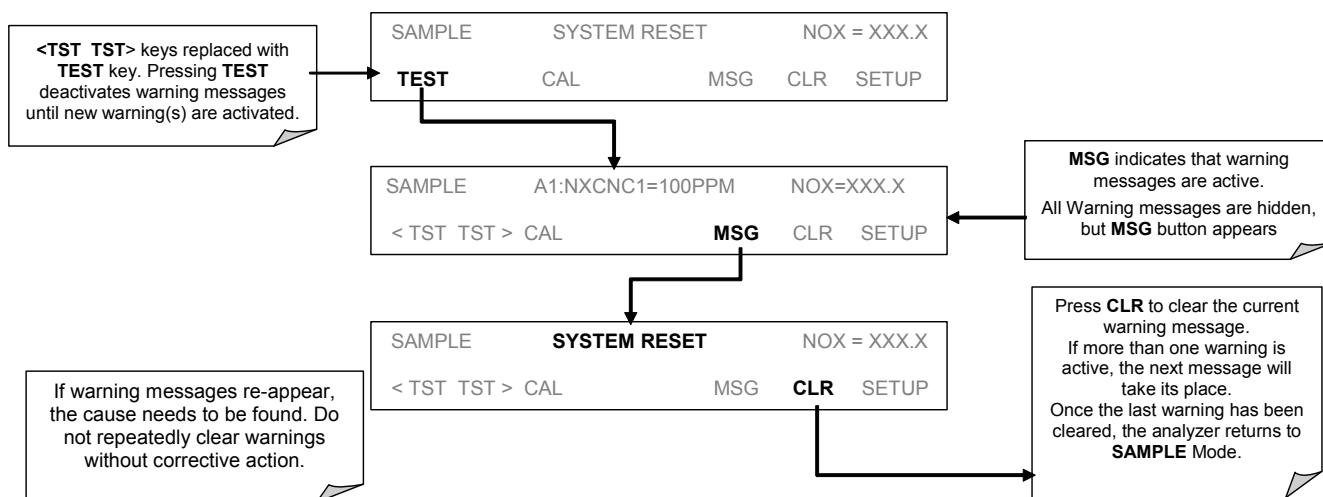 <TST TST> keys replaced with
TEST key. Pressing TEST
deactivates warning messages
until new warning(s) are activated.
SAMPLE SYSTEM RESET NOX = XXX.X
TEST CAL MSG CLR SETUP
SAMPLE A1:NXCNC1=100PPM NOX=XXX.X
< TST TST > CAL MSG CLR SETUP
MSG indicates that warning
messages are active.
All Warning messages are hidden,
but MSG button appears
SAMPLE SYSTEM RESET NOX = XXX.X
< TST TST > CAL MSG CLR SETUP
Press CLR to clear the current
warning message.
If more than one warning is
active, the next message will
take its place.
Once the last warning has been
cleared, the analyzer returns to
SAMPLE Mode.
If warning messages re-appear,
the cause needs to be found. Do
not repeatedly clear warnings
without corrective action.